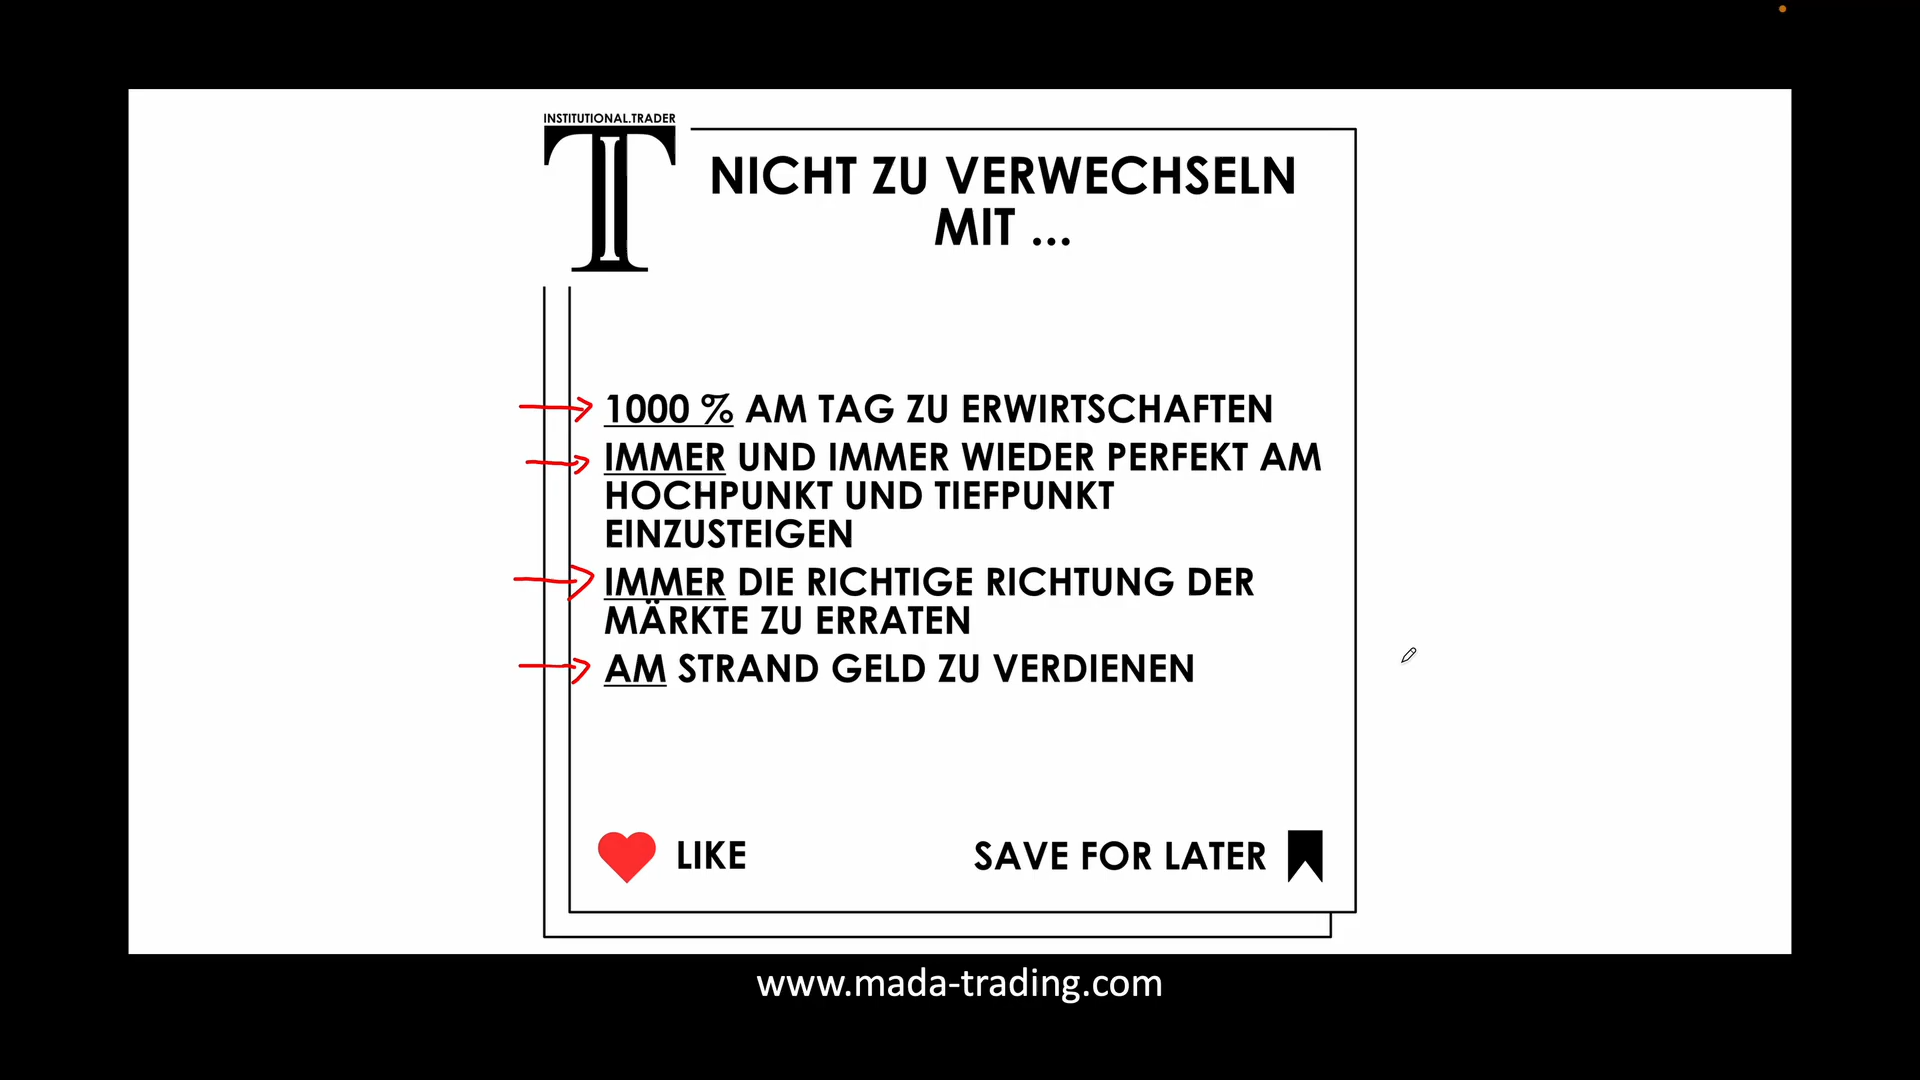 INSTITUTIONAL.TRADER
NICHT ZU VERWECHSELN
MIT ...
1000 % AM TAG ZU ERWIRTSCHAFTEN
IMMER UND IMMER WIEDER PERFEKT AM
HOCHPUNKT UND TIEFPUNKT
EINZUSTEIGEN
IMMER DIE RICHTIGE RICHTUNG DER
MÄRKTE ZU ERRATEN
AM STRAND GELD ZU VERDIENEN
LIKE
SAVE FOR LATER
www.mada-trading.com